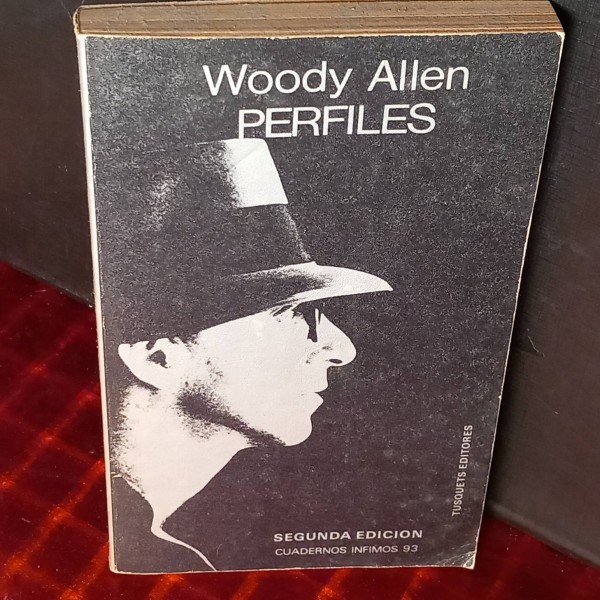 Woody Allen
PERFILES
TUSQUETS EDITORES
SEGUNDA EDICION
CUADERNOS INFIMOS 93